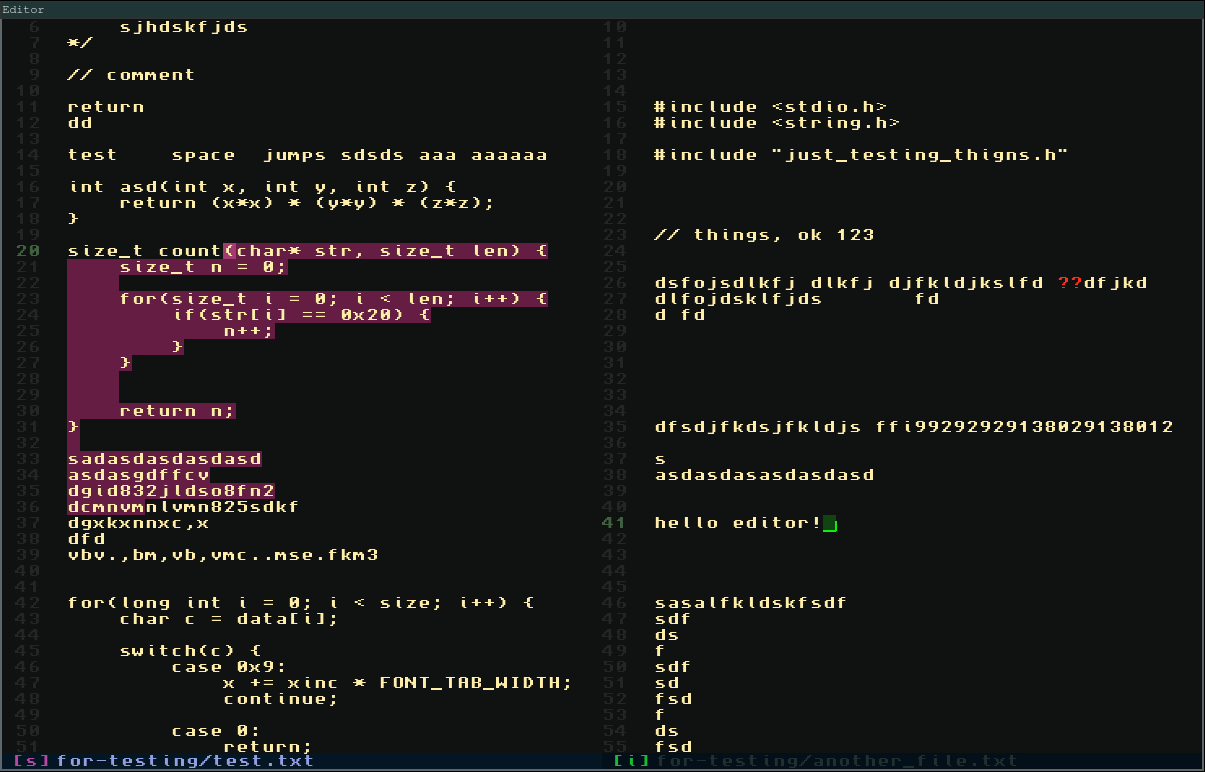 Editor
6 sjhdskfjds
7 */
8
9 // comment
10
11 return
12 dd
13
14 test    space  jumps sdsds aaa aaaaaa
15
16 int asd(int x, int y, int z) {
17     return (x*x) * (y*y) * (z*z);
18 }
19
20 size_t count(char* str, size_t len) {
21     size_t n = 0;
22
23     for(size_t i = 0; i < len; i++) {
24         if(str[i] == 0x20) {
25             n++;
26         }
27     }
28
29
30     return n;
31 }
32
33 sadasdasdasdasd
34 asdasgdffcv
35 dgid832jldso8fn2
36 dcmnvmnlvmn825sdkf
37 dgxkxnnxc,x
38 dfd
39 vbv.,bm,vb,vmc..mse.fkm3
40
41
42 for(long int i = 0; i < size; i++) {
43     char c = data[i];
44
45     switch(c) {
46         case 0x9:
47             x += xinc * FONT_TAB_WIDTH;
48             continue;
49
50         case 0:
51             return;
[s]for-testing/test.txt
10
11
12
13
14
15 #include <stdio.h>
16 #include <string.h>
17
18 #include "just_testing_thigns.h"
19
20
21
22
23 // things, ok 123
24
25
26 dsfojsdlkfj dlkfj djfkldjkslfd ??dfjkd
27 dlfojdsklfjds       fd
28 d fd
29
30
31
32
33
34
35 dfsdjfkdsjfkldjs ffi99292929138029138012
36
37 s
38 asdasdasasdasdasd
39
40
41 hello editor!
42
43
44
45
46 sasalfkldskfsdf
47 sdf
48 ds
49 f
50 sdf
51 sd
52 fsd
53 f
54 ds
55 fsd
[i]for-testing/another_file.txt